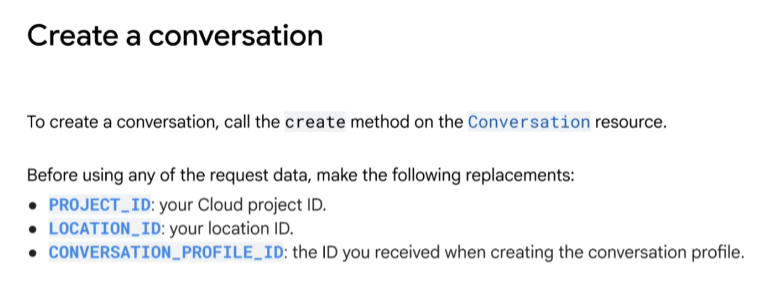 Create a conversation
To create a conversation, call the create method on the Conversation resource.
Before using any of the request data, make the following replacements:
• PROJECT_ID: your Cloud project ID.
• LOCATION_ID: your location ID.
• CONVERSATION_PROFILE_ID: the ID you received when creating the conversation profile.